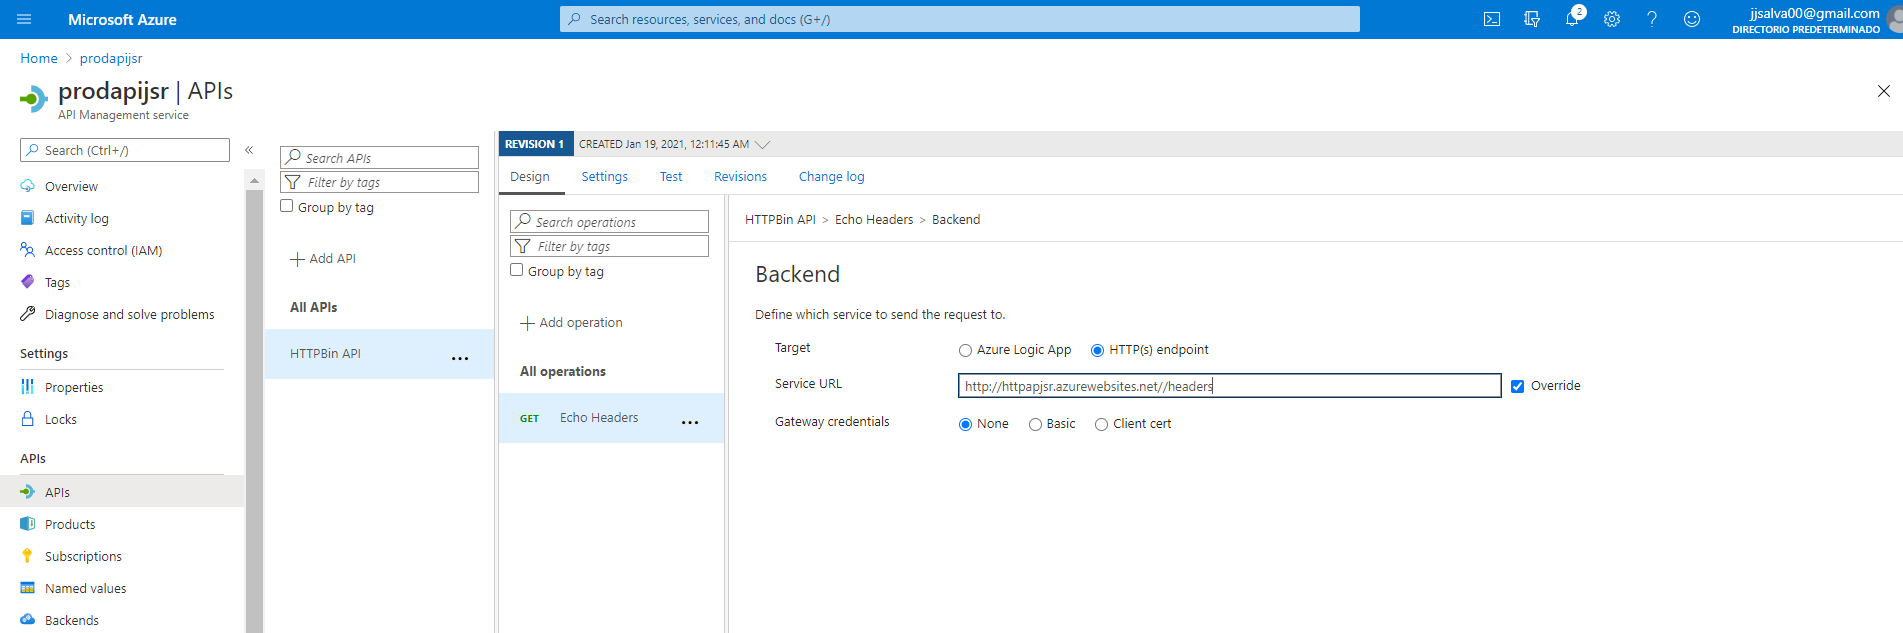 Microsoft Azure
Search resources, services, and docs (G+/)
2
jjsalva00@gmail.com
DIRECTORIO PREDETERMINADO
Home > prodapijsr
prodapijsr | APIs
API Management service
Search (Ctrl+/)
«
Overview
Activity log
Access control (IAM)
Tags
Diagnose and solve problems
Settings
Properties
Locks
APIs
APIs
Products
Subscriptions
Named values
Backends
Search APIs
Filter by tags
Group by tag
Add API
All APIs
HTTPBin API
REVISION 1
CREATED Jan 19, 2021, 12:11:45 AM
Design
Settings
Test
Revisions
Change log
Search operations
Filter by tags
Group by tag
Add operation
All operations
GET Echo Headers
HTTPBin API > Echo Headers > Backend
Backend
Define which service to send the request to.
Target
Azure Logic App
HTTP(s) endpoint
Service URL
http://httpapjsr.azurewebsites.net//headers
Override
Gateway credentials
None
Basic
Client cert